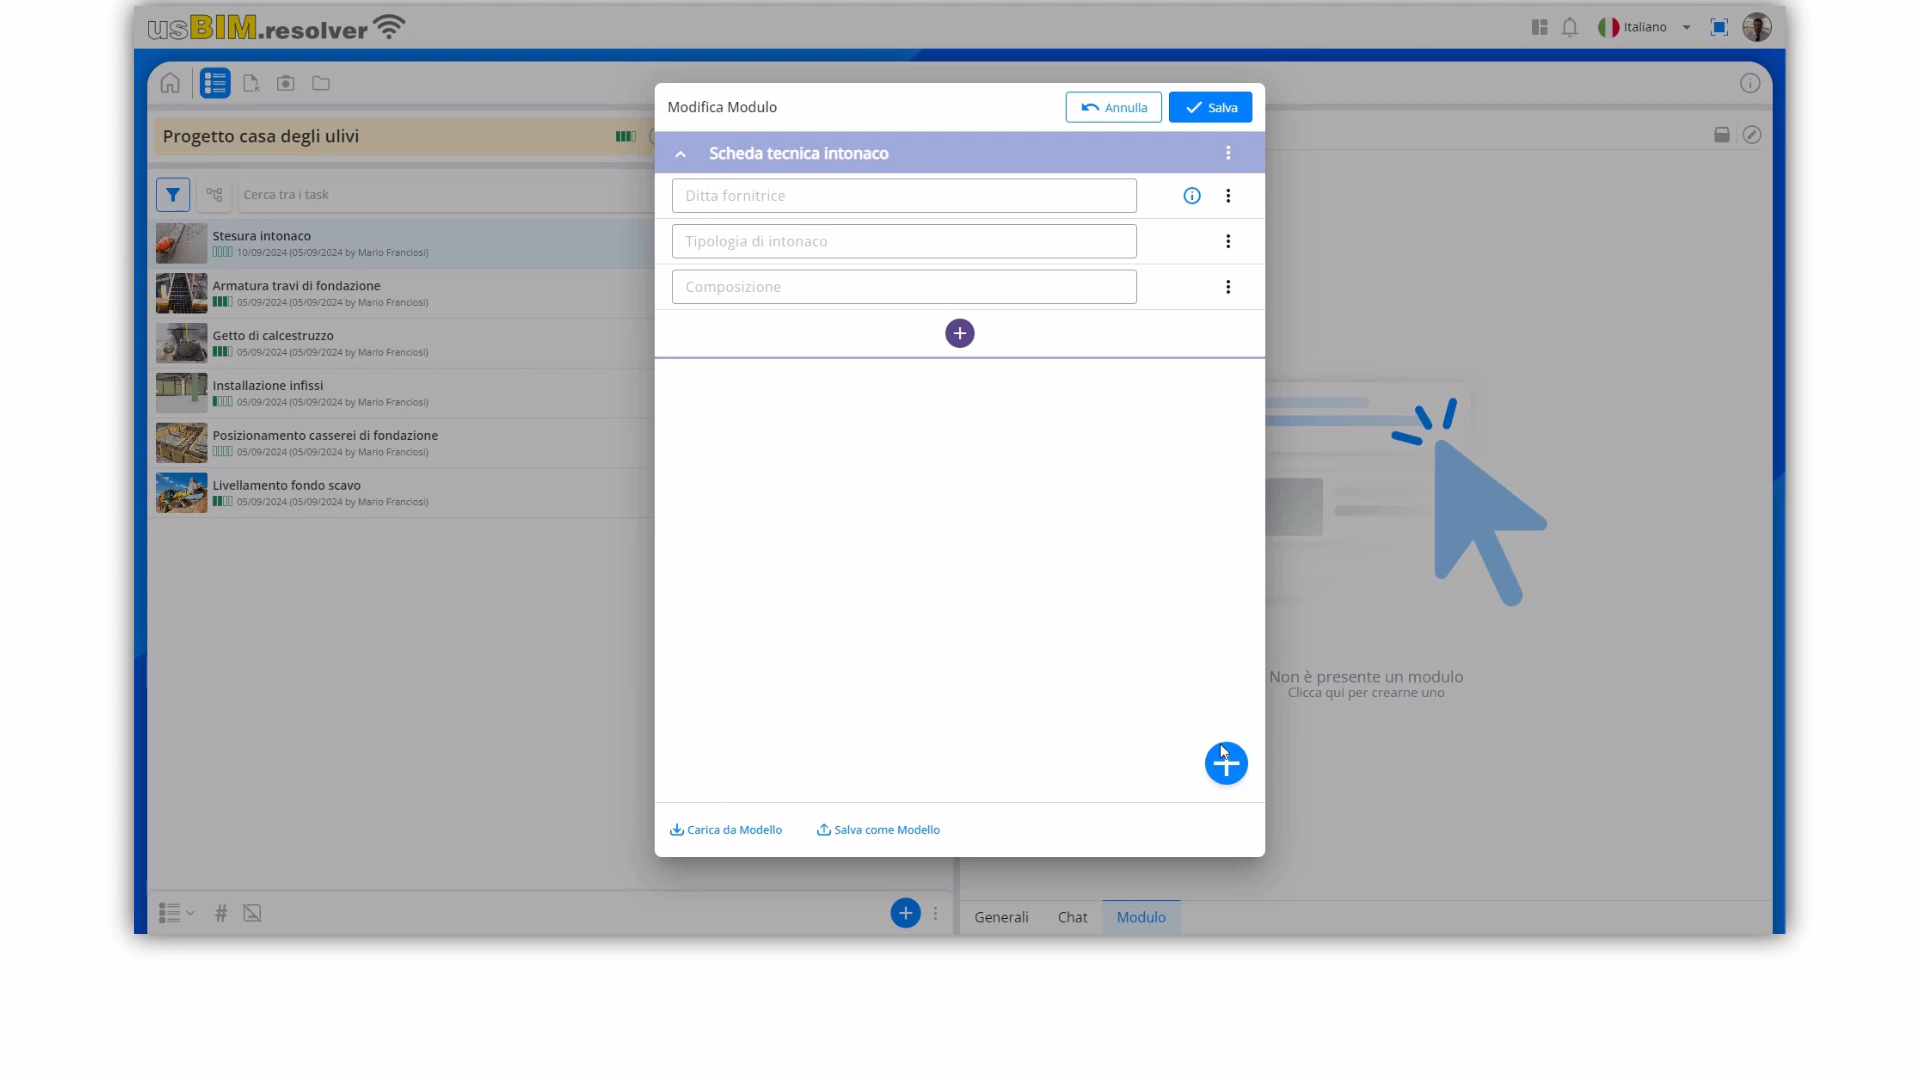 usBIM.resolver
Italiano
Progetto casa degli ulivi
Cerca tra i task
Stesura intonaco
10/09/2024 (05/09/2024 by Mario Franciosi)
Armatura travi di fondazione
05/09/2024 (05/09/2024 by Mario Franciosi)
Getto di calcestruzzo
05/09/2024 (05/09/2024 by Mario Franciosi)
Installazione infissi
05/09/2024 (05/09/2024 by Mario Franciosi)
Posizionamento casserei di fondazione
05/09/2024 (05/09/2024 by Mario Franciosi)
Livellamento fondo scavo
05/09/2024 (05/09/2024 by Mario Franciosi)
#
Modifica Modulo
Annulla
Salva
Scheda tecnica intonaco
Ditta fornitrice
Tipologia di intonaco
Composizione
Carica da Modello
Salva come Modello
Non è presente un modulo
Clicca qui per crearne uno
Generali
Chat
Modulo